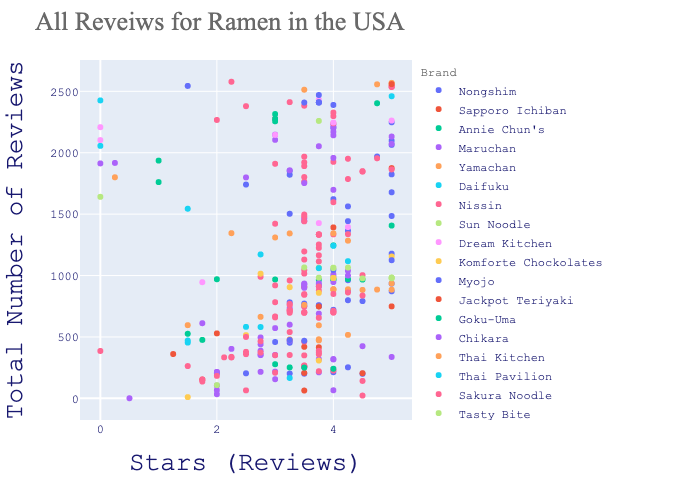 All Reveiws for Ramen in the USA
Total Number of Reviews
2500
2000
1500
1000
500
0
0
2
4
Stars (Reviews)
Brand
Nongshim
Sapporo Ichiban
Annie Chun's
Maruchan
Yamachan
Daifuku
Nissin
Sun Noodle
Dream Kitchen
Komforte Chockolates
Myojo
Jackpot Teriyaki
Goku-Uma
Chikara
Thai Kitchen
Thai Pavilion
Sakura Noodle
Tasty Bite